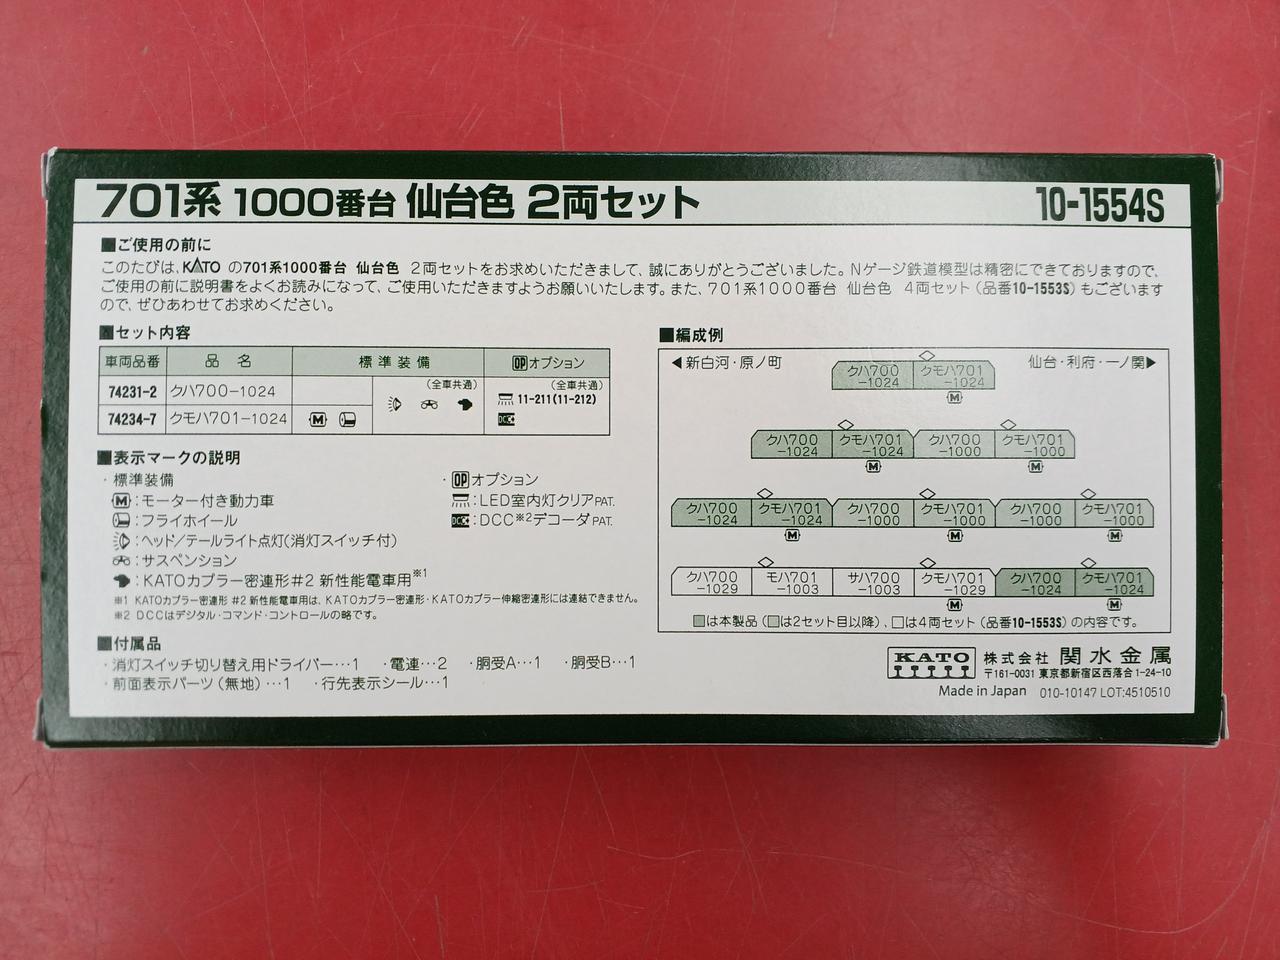 701系 1000番台 仙台色 2両セット 10-1554S
■ご使用の前に
このたびは、KATO の701系1000番台 仙台色 2両セットをお求めいただきまして、誠にありがとうございました。Nゲージ鉄道模型は精密にできておりますので、
ご使用の前に説明書をよくお読みになって、ご使用いただきますようお願いいたします。また、701系1000番台 仙台色 4両セット(品番10-1553S)もございます
ので、ぜひあわせてお求めください。
■セット内容
車両品番 品名 標準装備 OPオプション
74231-2 クハ700-1024 (全車共通) (全車共通)
11-211(11-212)
74234-7 クモハ701-1024 M DCC
■表示マークの説明
・標準装備
M:モーター付き動力車
:フライホイール
:ヘッド/テールライト点灯(消灯スイッチ付)
:サスペンション
:KATOカプラー密連形#2 新性能電車用※1
・OPオプション
:LED室内灯クリアPAT.
DCC:DCC※2デコーダPAT.
※1 KATOカプラー密連形 #2 新性能電車用は、KATOカプラー密連形・KATOカプラー伸縮密連形には連結できません。
※2 DCCはデジタル・コマンド・コントロールの略です。
■付属品
・消灯スイッチ切り替え用ドライバー…1 ・電連…2 ・胴受A…1 ・胴受B…1
・前面表示パーツ(無地)…1 ・行先表示シール…1
■編成例
◀新白河・原ノ町 仙台・利府・一ノ関▶
クハ700 クモハ701
-1024 -1024
M
クハ700 クモハ701 クハ700 クモハ701
-1024 -1024 -1000 -1000
M M
クハ700 クモハ701 クハ700 クモハ701 クハ700 クモハ701
-1024 -1024 -1000 -1000 -1000 -1000
M M M
クハ700 モハ701 サハ700 クモハ701 クハ700 クモハ701
-1029 -1003 -1003 -1029 -1024 -1024
M M
■は本製品(■は2セット目以降)、□は4両セット(品番10-1553S)の内容です。
KATO 株式会社 関水金属
〒161-0031 東京都新宿区西落合1-24-10
Made in Japan 010-10147 LOT:4510510